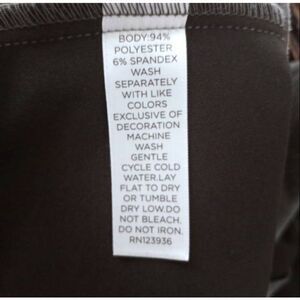 BODY:94%
POLYESTER
6% SPANDEX
WASH
SEPARATELY
WITH LIKE
COLORS
EXCLUSIVE OF
DECORATION
MACHINE
WASH
GENTLE
CYCLE COLD
WATER.LAY
FLAT TO DRY
OR TUMBLE
DRY LOW.DO
NOT BLEACH.
DO NOT IRON.
RN123936